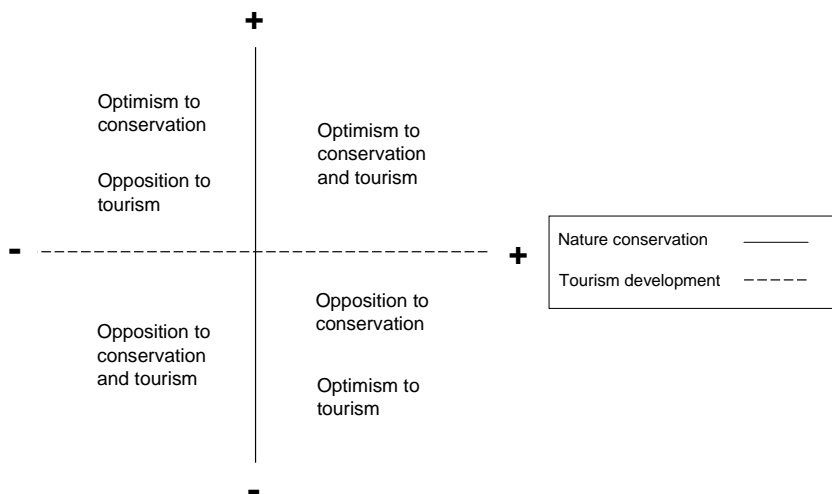 +
Optimism to
conservation
Opposition to
tourism
Optimism to
conservation
and tourism
-
+
Nature conservation
Tourism development
Opposition to
conservation
and tourism
Opposition to
conservation
Optimism to
tourism
-